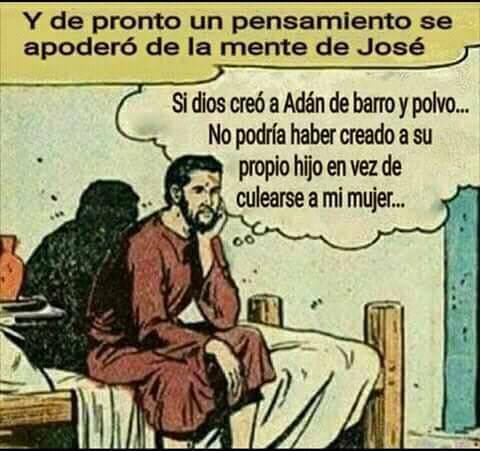 Y de pronto un pensamiento se
apoderó de la mente de José
Si dios creó a Adán de barro y polvo...
No podría haber creado a su
propio hijo en vez de
culearse a mi mujer...